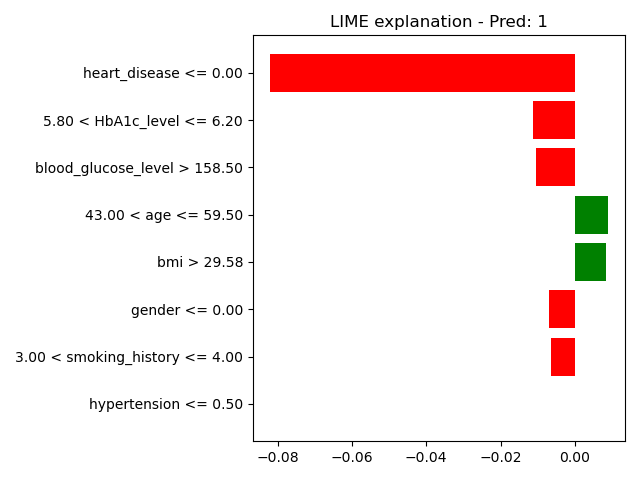 LIME explanation - Pred: 1
heart_disease <= 0.00
5.80 < HbA1c_level <= 6.20
blood_glucose_level > 158.50
43.00 < age <= 59.50
bmi > 29.58
gender <= 0.00
3.00 < smoking_history <= 4.00
hypertension <= 0.50
−0.08 −0.06 −0.04 −0.02 0.00